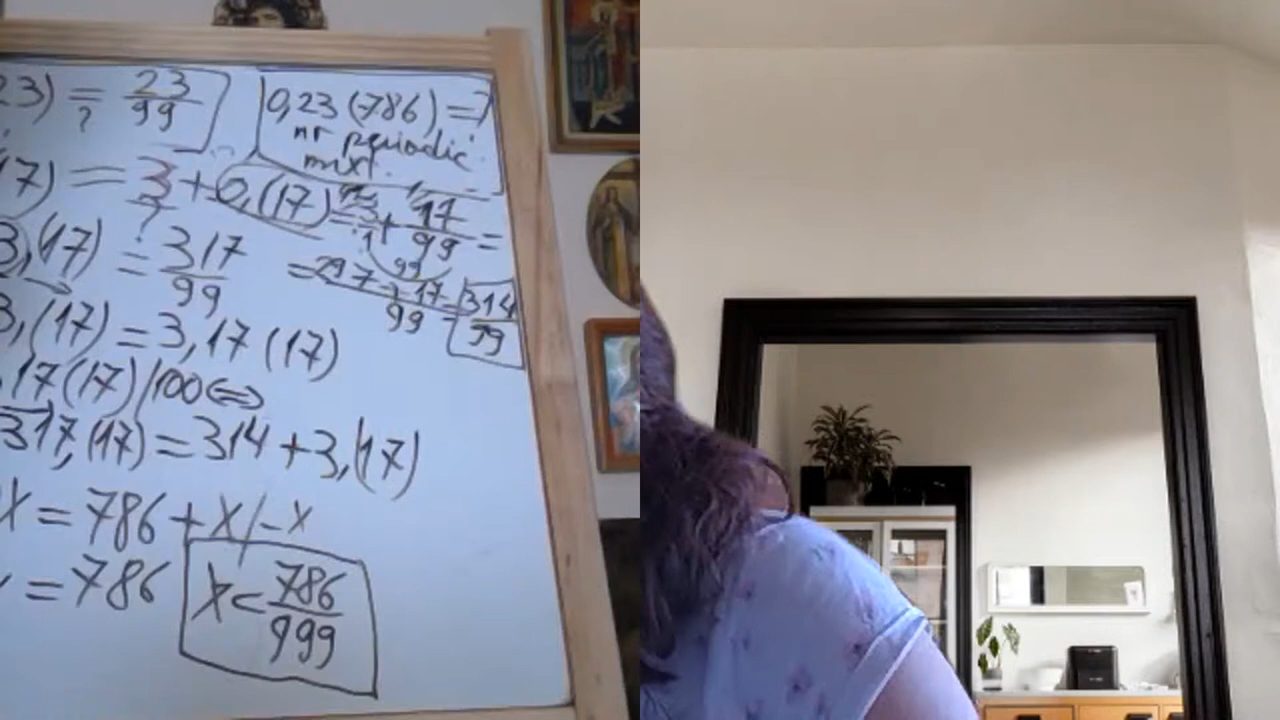 23) = 23/99
?
0,23(786) = ?
nr periodic
mixt.
17) = 3/? + 0,(17) = 3/1 + 17/99 =
3,(17) = 317/99
= 297 + 17/99 = 314/99
3,(17) = 3,17(17)
,17(17) /100 ⇔
317,(17) = 314 + 3,(17)
X = 786 + X /-X
= 786
X = 786/999